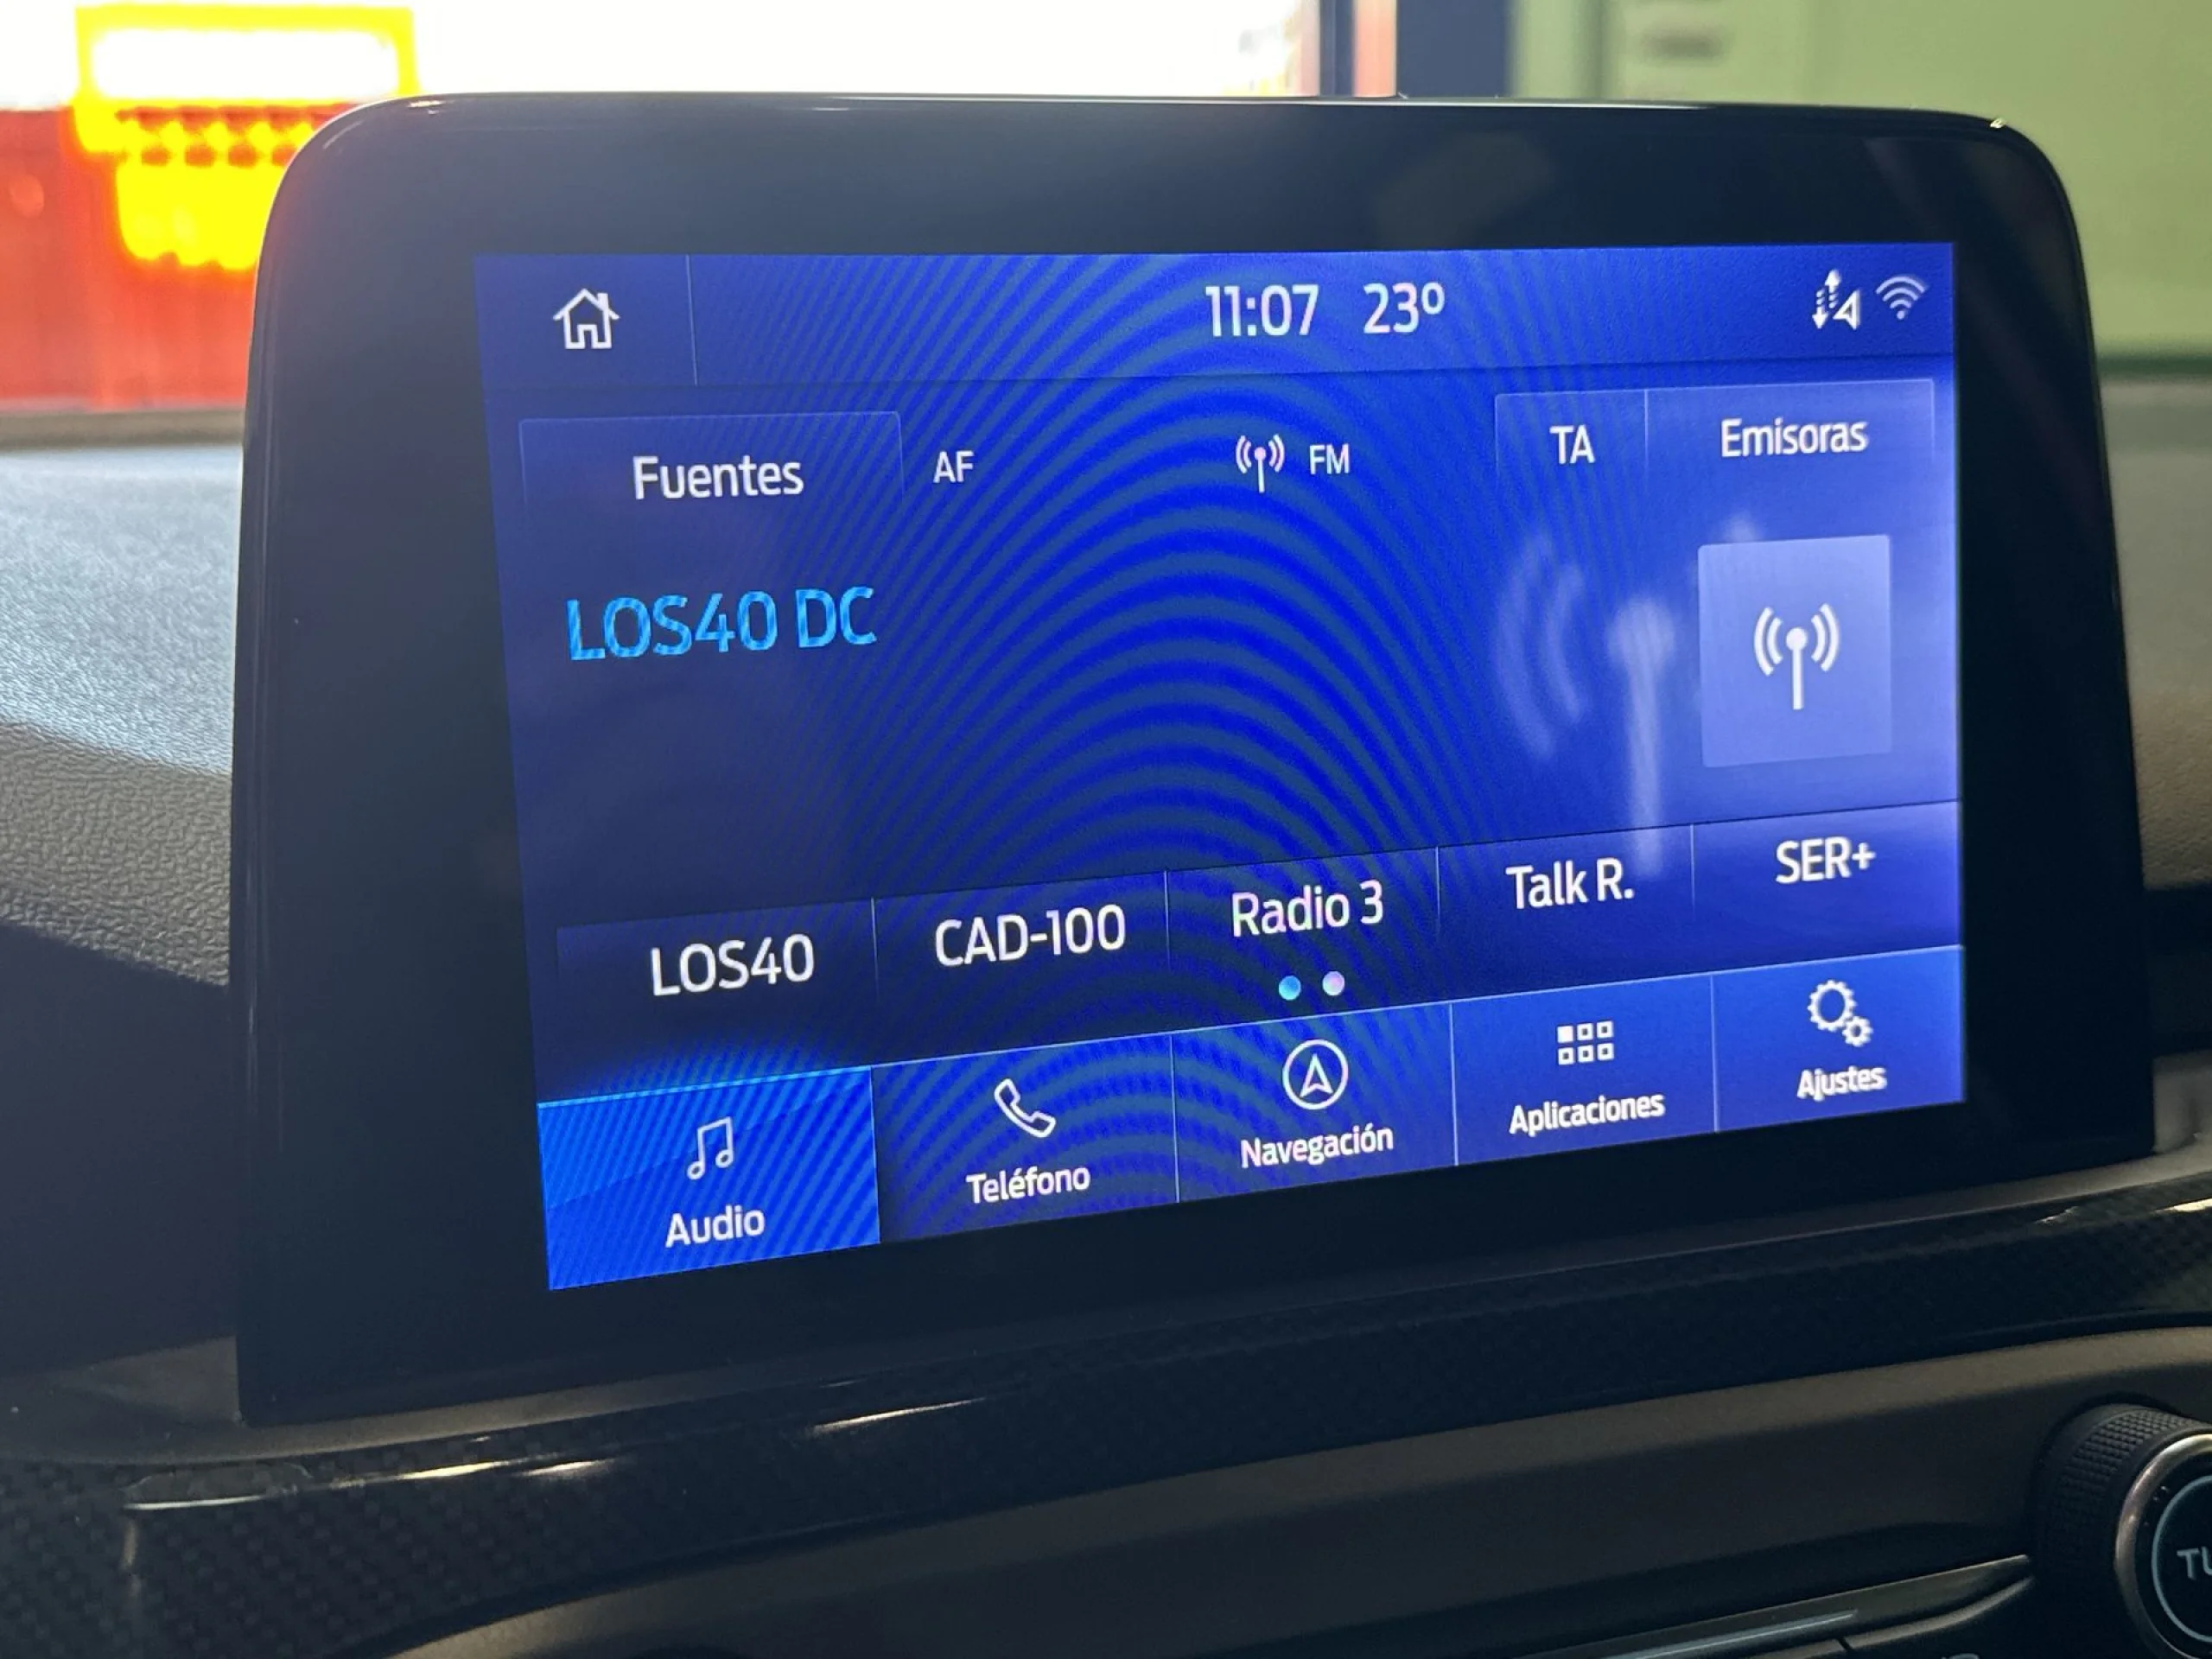 11:07 23º
Fuentes AF FM TA Emisoras
LOS40 DC
LOS40 CAD-100 Radio 3 Talk R. SER+
Audio Teléfono Navegación Aplicaciones Ajustes